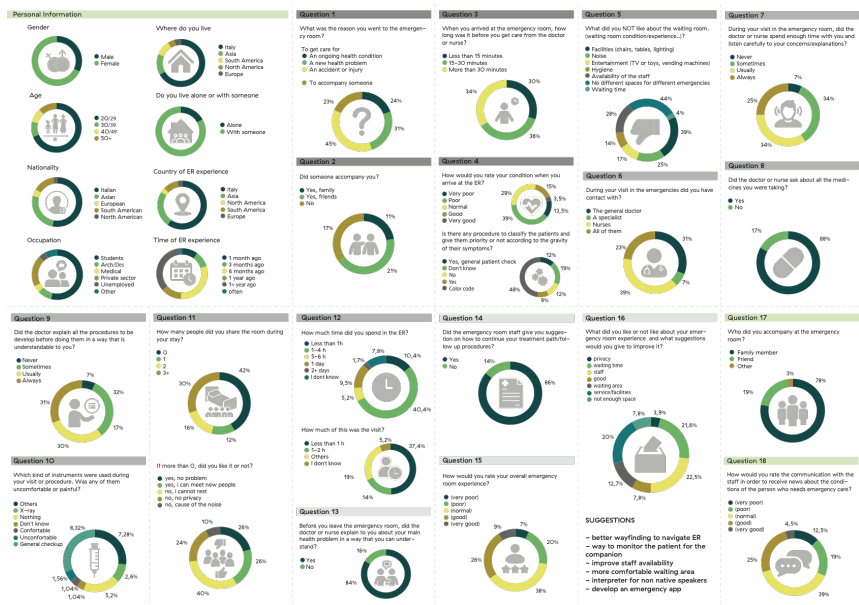 Personal Information
Gender
Male
Female
Where do you live
Italy
Asia
South America
North America
Europe
Age
20/29
30/39
40/49
50+
Do you live alone or with someone
Alone
With someone
Nationality
Italian
Asian
European
South American
North American
Country of ER experience
Italy
Asia
North America
South America
Europe
Occupation
Students
Arch/Des
Medical
Private sector
Unemployed
Other
Time of ER experience
1 month ago
3 months ago
6 months ago
1 year ago
1+ year ago
often
Question 1
What was the reason you went to the emergen-
cy room?
To get care for
An ongoing health condition
A new health problem
An accident or injury
To accompany someone
23%
24%
31%
45%
Question 2
Did someone accompany you?
Yes, family
Yes, friends
No
17%
11%
21%
Question 3
When you arrived at the emergency room, how
long was it before you get care from the doctor
or nurse?
Less than 15 minutes
15-30 minutes
More than 30 minutes
30%
34%
36%
Question 4
How would you rate your condition when you
arrive at the ER?
Very poor
Poor
Normal
Good
Very good
15%
29%
3,5%
13,5%
39%
Is there any procedure to classify the patients and
give them priority or not according to the gravity
of their symptoms?
Yes, general patient check
Don't know
No
Yes
Color code
12%
19%
48%
12%
9%
Question 5
What did you NOT like about the waiting room.
(waiting room condition/experience..)?
Facilities (chairs, tables, lighting)
Noise
Entertainment (TV or toys, vending machines)
Hygiene
Availability of the staff
No different spaces for different emergencies
Waiting time
44%
4%
28%
39%
14%
17%
25%
Question 6
During your visit in the emergencies did you have
contact with?
The general doctor
A specialist
Nurses
All of them
23%
31%
7%
39%
Question 7
During your visit in the emergency room, did the
doctor or nurse spend enough time with you and
listen carefully to your concerns/explanations?
Never
Sometimes
Usually
Always
7%
25%
34%
34%
Question 8
Did the doctor or nurse ask about all the medi-
cines you were taking?
Yes
No
17%
88%
Question 9
Did the doctor explain all the procedures to be
develop before doing them in a way that is
understandable to you?
Never
Sometimes
Usually
Always
7%
32%
31%
17%
30%
Question 10
Which kind of instruments were used during
your visit or procedure. Was any of them
uncomfortable or painful?
Others
X-ray
Nothing
Don't know
Confortable
Unconfortable
General checkup
8,32%
7,28%
1,56%
1,04%
1,04%
2,6%
5,2%
Question 11
How many people did you share the room during
your stay?
0
1
2
3+
30%
42%
16%
12%
If more than 0, did you like it or not?
yes, no problem
yes, i can meet new people
no, i cannot rest
no, no privacy
no, cause of the noise
10%
26%
24%
26%
40%
Question 12
How much time did you spend in the ER?
Less than 1h
1-4 h
5-6 h
1 day
2+ days
I dont know
7,8%
1,7%
10,4%
9,5%
5,2%
40,4%
How much of this was the visit?
Less than 1 h
1-2 h
Others
I don't know
5,2%
37,4%
19%
14%
Question 13
Before you leave the emergency room, did the
doctor or nurse explain to you about your main
health problem in a way that you can under-
stand?
Yes
No
16%
84%
Question 14
Did the emergency room staff give you sugges-
tion on how to continue your treatment path/fol-
low up procedures?
Yes
No
14%
86%
Question 15
How would you rate your overall emergency
room experience?
(very poor)
(poor)
(normal)
(good)
(very good)
9%
7%
20%
26%
38%
Question 16
What did you like or not like about your emer-
gency room experience and what suggestions
would you give to improve it?
privacy
waiting time
staff
good
waiting area
service/facilities
not enough space
7,8%
3,9%
21,6%
20%
12,7%
22,5%
7,8%
SUGGESTIONS
– better wayfinding to navigate ER
– way to monitor the patient for the
companion
– improve staff availability
– more comfortable waiting area
– interpreter for non native speakers
– develop an emergency app
Question 17
Who did you accompany at the emergency
room?
Family member
Friend
Other
3%
78%
19%
Question 18
How would you rate the communication with the
staff in order to receive news about the condi-
tions of the person who needs emergency care?
(very poor)
(poor)
(normal)
(good)
(very good)
4,5%
12,5%
19%
25%
39%